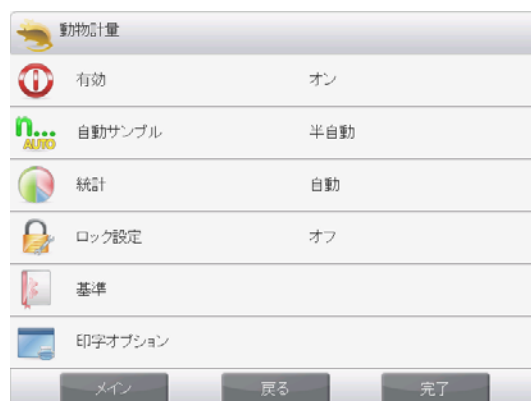 動物計量
有効 オン
n...
AUTO
自動サンプル 半自動
統計 自動
ロック設定 オフ
基準
印字オプション
メイン 戻る 完了